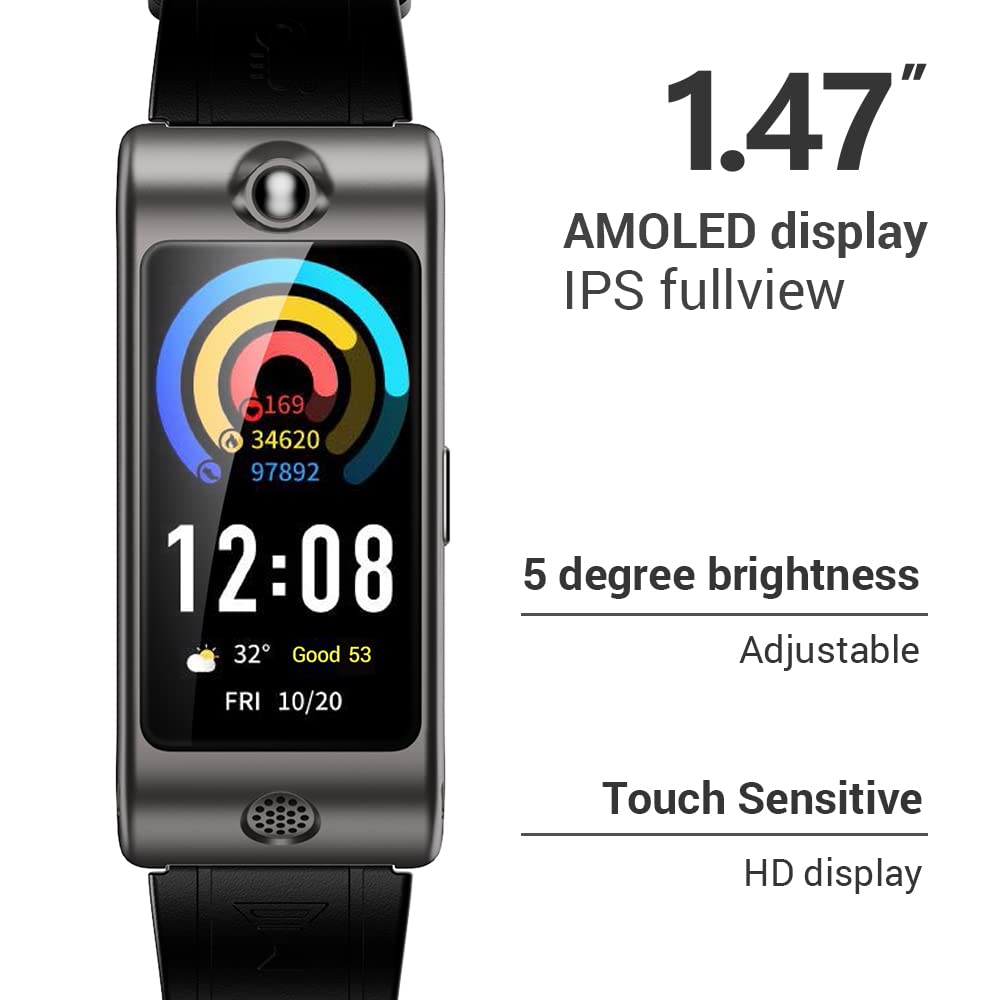 1.47"
AMOLED display
IPS fullview
169
34620
97892
12:08
32° Good 53
FRI 10/20
5 degree brightness
Adjustable
Touch Sensitive
HD display